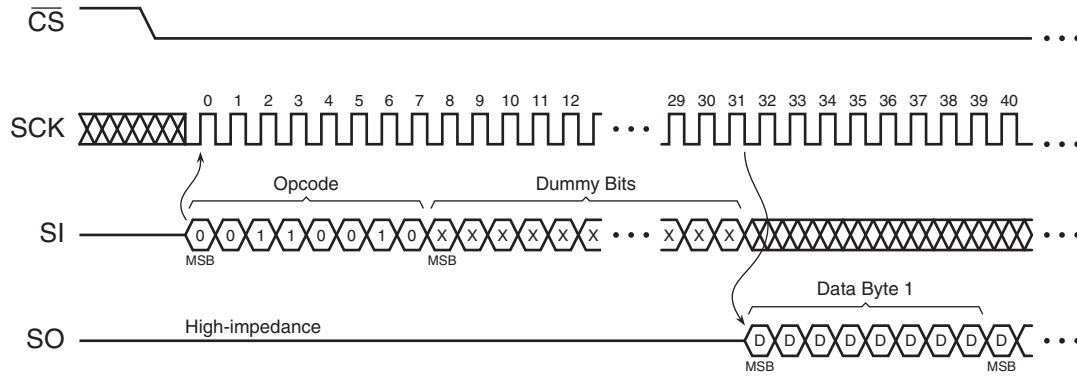 CS
SCK
0 1 2 3 4 5 6 7 8 9 10 11 12 29 30 31 32 33 34 35 36 37 38 39 40
Opcode Dummy Bits
SI
0 0 1 1 0 0 1 0 X X X X X X X X X
MSB MSB
Data Byte 1
SO
High-impedance
D D D D D D D D D
MSB MSB